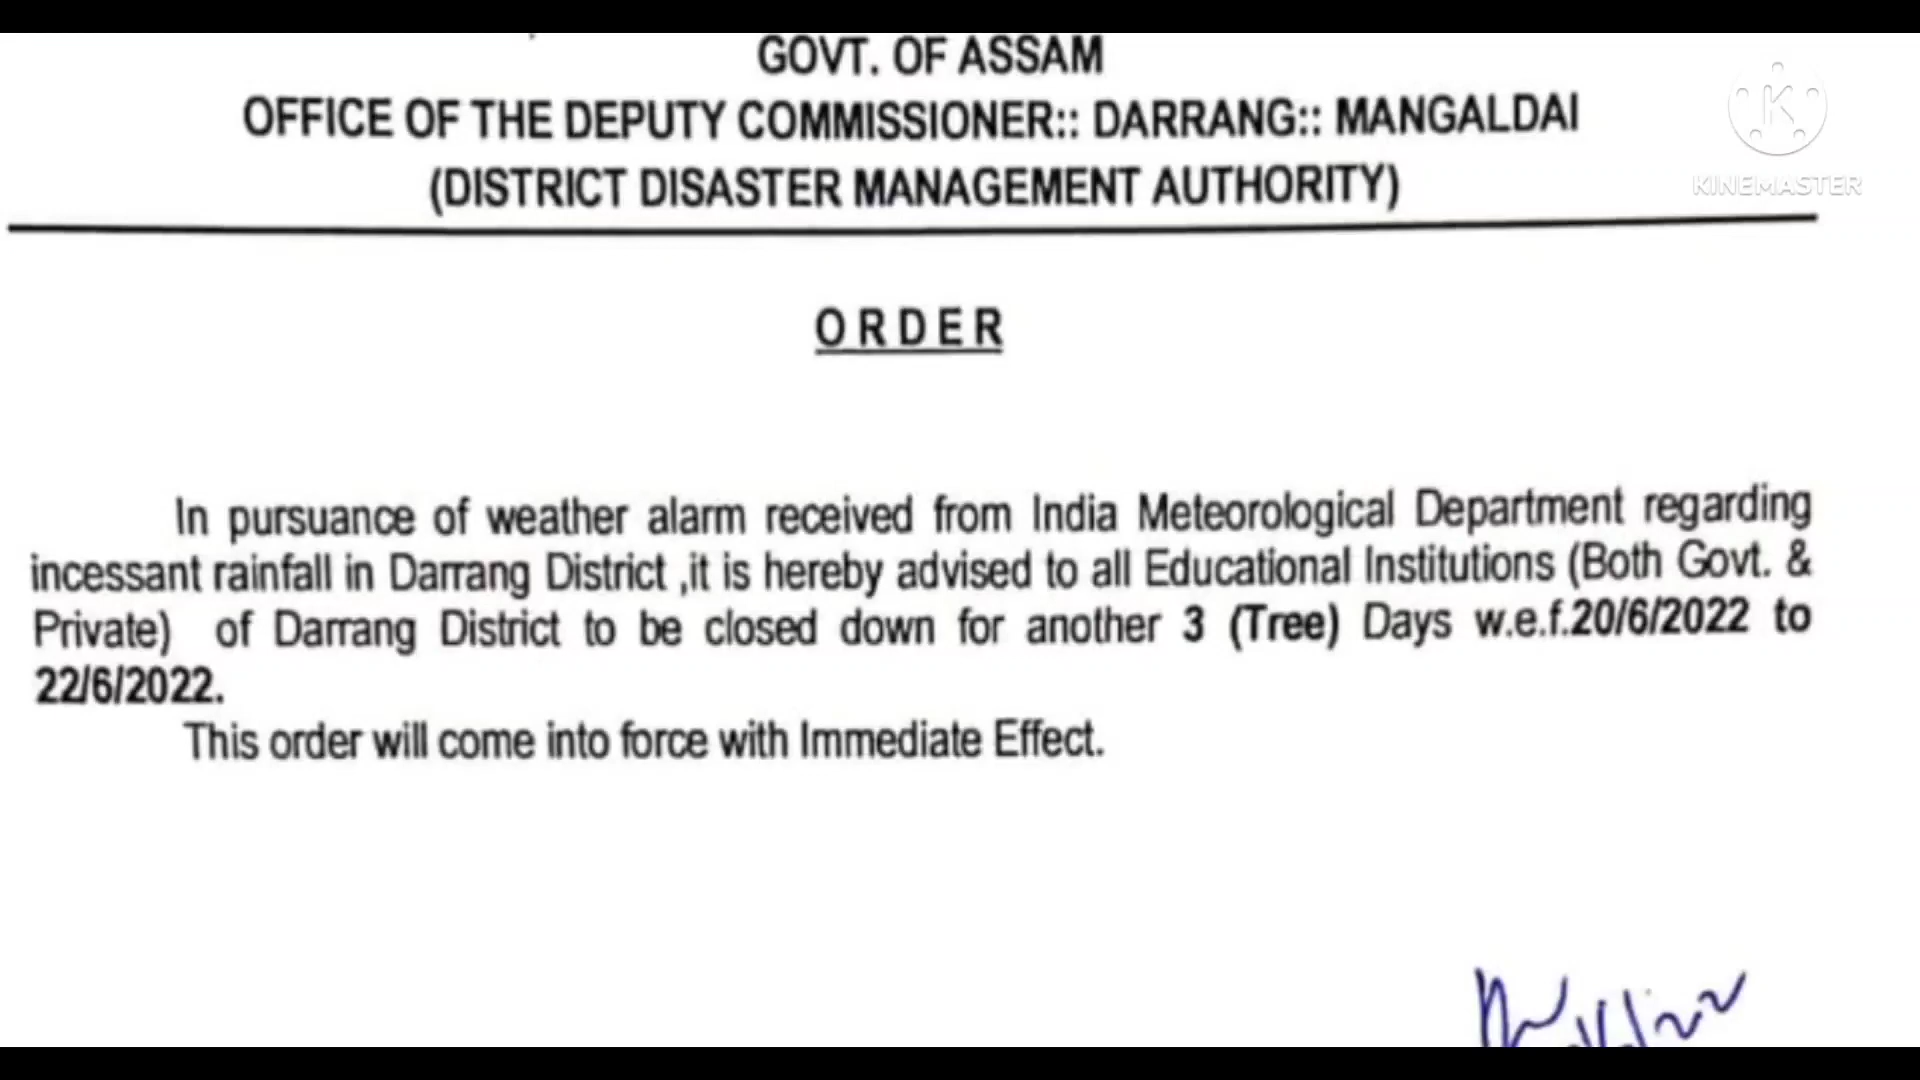 GOVT. OF ASSAM
OFFICE OF THE DEPUTY COMMISSIONER:: DARRANG:: MANGALDAI
(DISTRICT DISASTER MANAGEMENT AUTHORITY)
KINEMASTER
ORDER
In pursuance of weather alarm received from India Meteorological Department regarding
incessant rainfall in Darrang District ,it is hereby advised to all Educational Institutions (Both Govt. &
Private) of Darrang District to be closed down for another 3 (Tree) Days w.e.f.20/6/2022 to
22/6/2022.
This order will come into force with Immediate Effect.